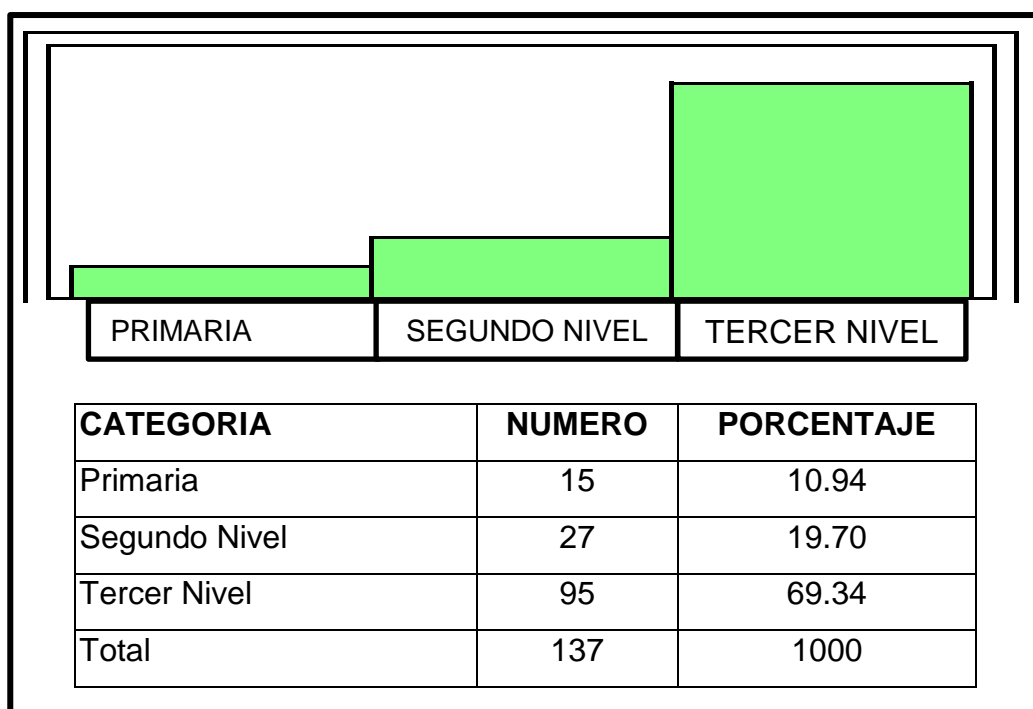 PRIMARIA SEGUNDO NIVEL TERCER NIVEL
CATEGORIA NUMERO PORCENTAJE
Primaria 15 10.94
Segundo Nivel 27 19.70
Tercer Nivel 95 69.34
Total 137 1000